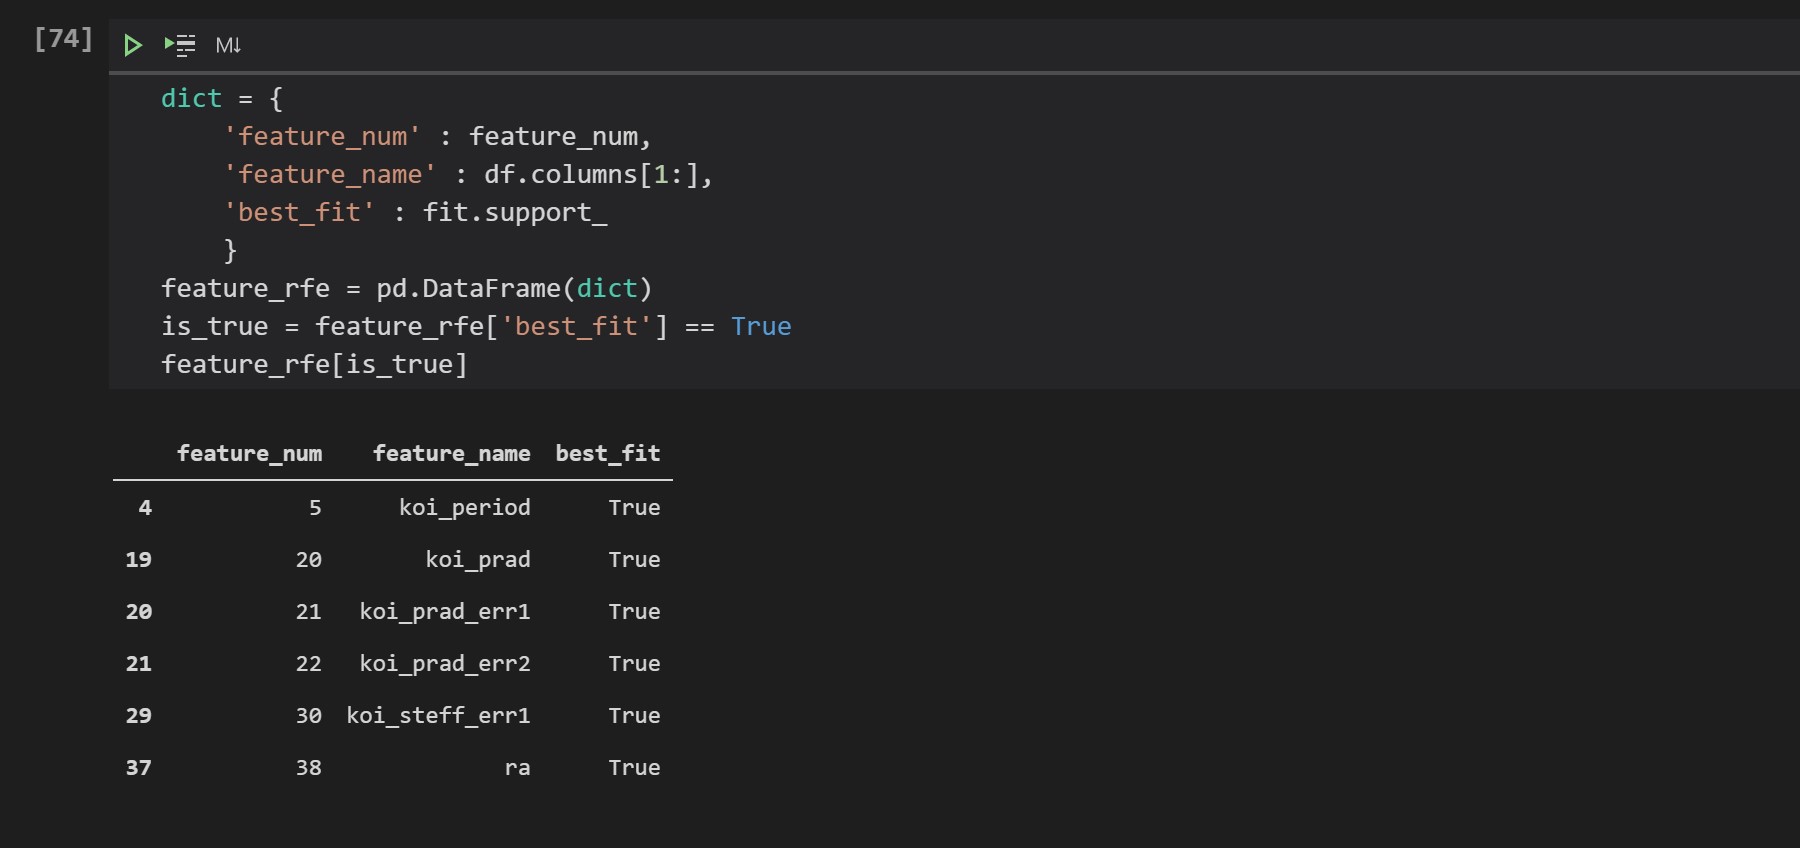 [74]
M↓
dict = {
    'feature_num' : feature_num,
    'feature_name' : df.columns[1:],
    'best_fit' : fit.support_
    }
feature_rfe = pd.DataFrame(dict)
is_true = feature_rfe['best_fit'] == True
feature_rfe[is_true]
feature_num feature_name best_fit
4 5 koi_period True
19 20 koi_prad True
20 21 koi_prad_err1 True
21 22 koi_prad_err2 True
29 30 koi_steff_err1 True
37 38 ra True